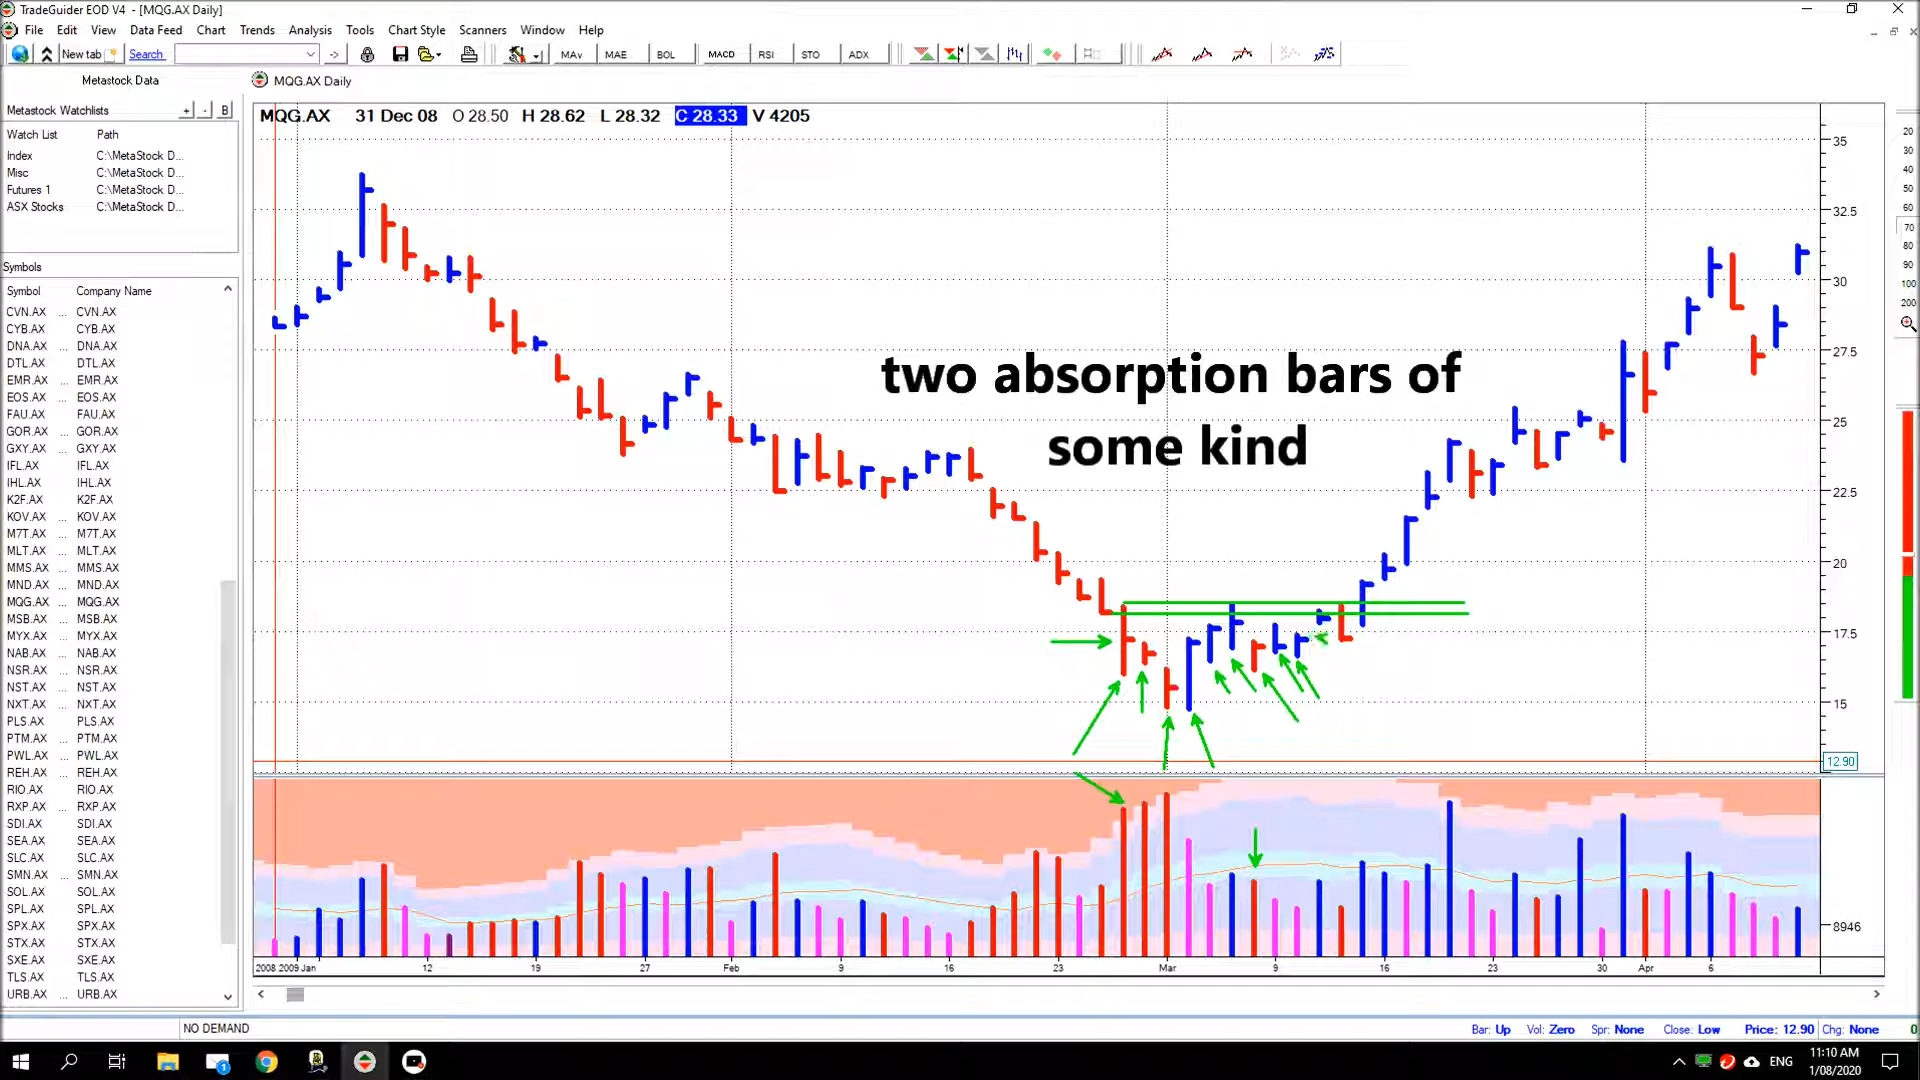 TradeGuider EOD V4 - [MQG.AX Daily]
File Edit View Data Feed Chart Trends Analysis Tools Chart Style Scanners Window Help
New tab Search -> MAv MAE BOL MACD RSI STO ADX
Metastock Data
MQG.AX Daily
Metastock Watchlists + - B
Watch List Path
Index C:\MetaStock D...
Misc C:\MetaStock D...
Futures 1 C:\MetaStock D...
ASX Stocks C:\MetaStock D...
Symbols
Symbol Company Name
CVN.AX ... CVN.AX
CYB.AX ... CYB.AX
DNA.AX ... DNA.AX
DTL.AX ... DTL.AX
EMR.AX ... EMR.AX
EOS.AX ... EOS.AX
FAU.AX ... FAU.AX
GOR.AX ... GOR.AX
GXY.AX ... GXY.AX
IFL.AX ... IFL.AX
IHL.AX ... IHL.AX
K2F.AX ... K2F.AX
KOV.AX ... KOV.AX
M7T.AX ... M7T.AX
MLT.AX ... MLT.AX
MMS.AX ... MMS.AX
MND.AX ... MND.AX
MQG.AX ... MQG.AX
MSB.AX ... MSB.AX
MYX.AX ... MYX.AX
NAB.AX ... NAB.AX
NSR.AX ... NSR.AX
NST.AX ... NST.AX
NXT.AX ... NXT.AX
PLS.AX ... PLS.AX
PTM.AX ... PTM.AX
PWL.AX ... PWL.AX
REH.AX ... REH.AX
RIO.AX ... RIO.AX
RXP.AX ... RXP.AX
SDI.AX ... SDI.AX
SEA.AX ... SEA.AX
SLC.AX ... SLC.AX
SMN.AX ... SMN.AX
SOL.AX ... SOL.AX
SPL.AX ... SPL.AX
SPX.AX ... SPX.AX
STX.AX ... STX.AX
SXE.AX ... SXE.AX
TLS.AX ... TLS.AX
URB.AX ... URB.AX
MQG.AX 31 Dec 08 O 28.50 H 28.62 L 28.32 C 28.33 V 4205
two absorption bars of
some kind
35
32.5
30
27.5
25
22.5
20
17.5
15
12.90
8946
20
30
40
50
60
70
80
90
100
200
2008 2009 Jan 12 19 27 Feb 9 16 23 Mar 9 16 23 30 Apr 6
NO DEMAND
Bar: Up Vol: Zero Spr: None Close: Low Price: 12.90 Chg: None 0
1
ENG
11:10 AM
1/08/2020